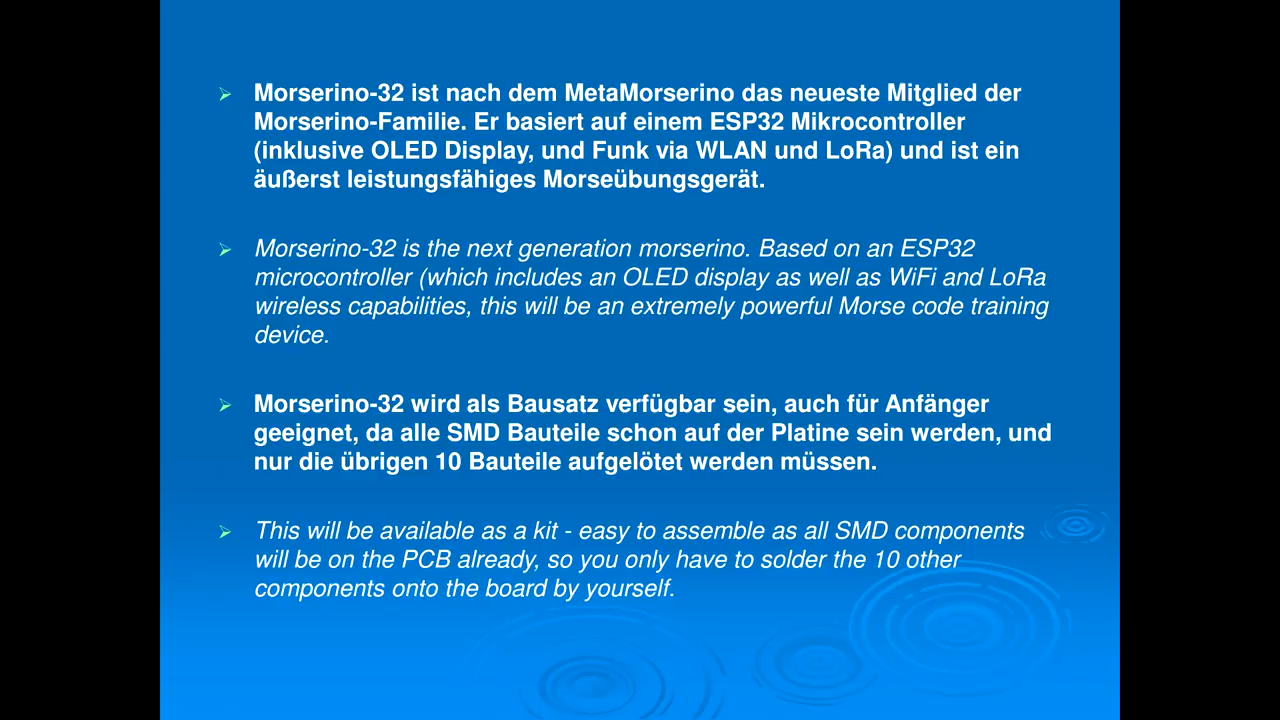 Morserino-32 ist nach dem MetaMorserino das neueste Mitglied der
Morserino-Familie. Er basiert auf einem ESP32 Mikrocontroller
(inklusive OLED Display, und Funk via WLAN und LoRa) und ist ein
äußerst leistungsfähiges Morseübungsgerät.
Morserino-32 is the next generation morserino. Based on an ESP32
microcontroller (which includes an OLED display as well as WiFi and LoRa
wireless capabilities, this will be an extremely powerful Morse code training
device.
Morserino-32 wird als Bausatz verfügbar sein, auch für Anfänger
geeignet, da alle SMD Bauteile schon auf der Platine sein werden, und
nur die übrigen 10 Bauteile aufgelötet werden müssen.
This will be available as a kit - easy to assemble as all SMD components
will be on the PCB already, so you only have to solder the 10 other
components onto the board by yourself.